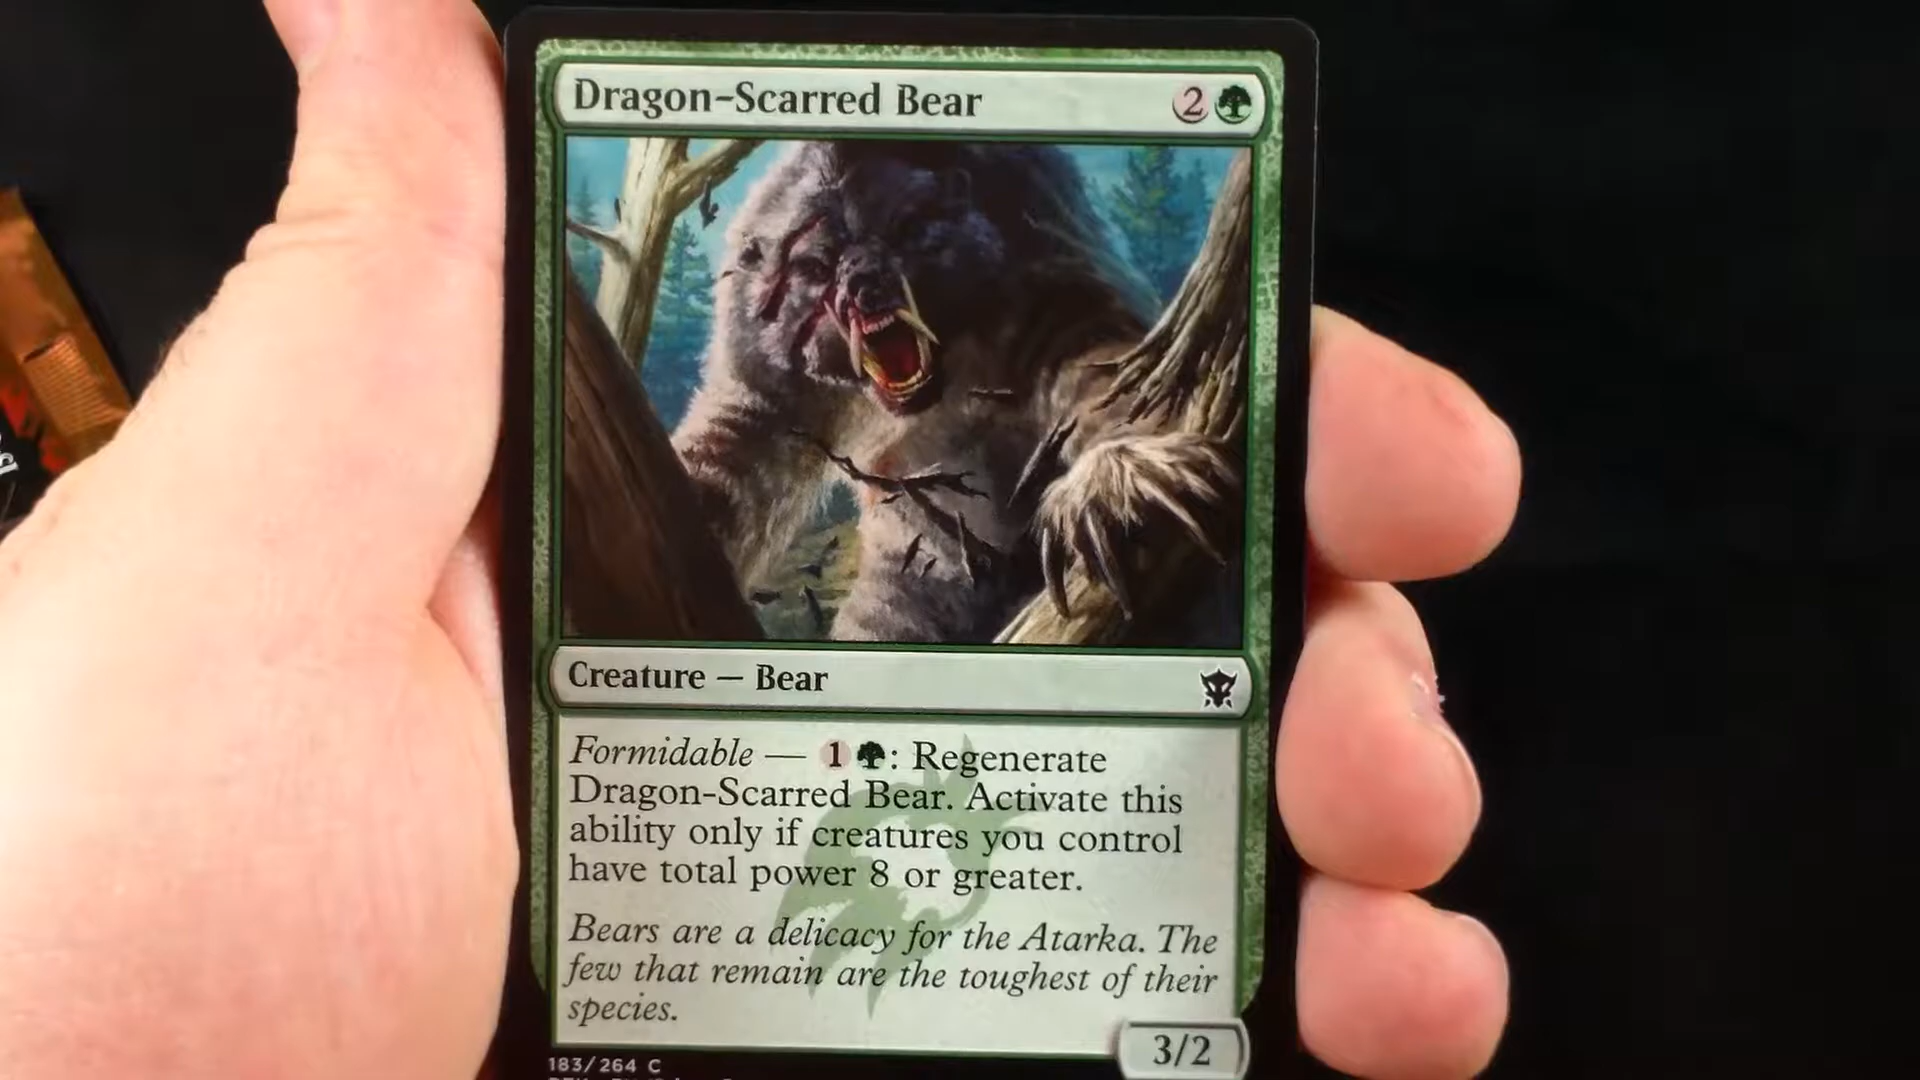 Dragon-Scarred Bear 2
Creature — Bear
Formidable — 1 : Regenerate
Dragon-Scarred Bear. Activate this
ability only if creatures you control
have total power 8 or greater.
Bears are a delicacy for the Atarka. The
few that remain are the toughest of their
species.
3/2
183/264 C